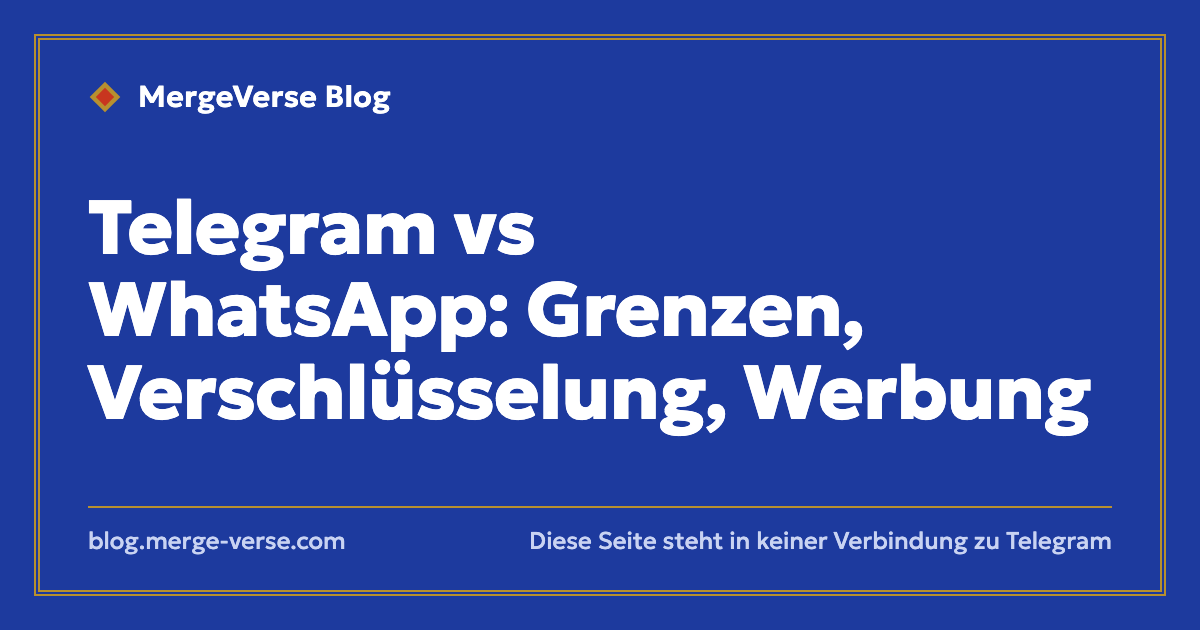 MergeVerse Blog
Telegram vs
WhatsApp: Grenzen,
Verschlüsselung, Werbung
blog.merge-verse.com
Diese Seite steht in keiner Verbindung zu Telegram